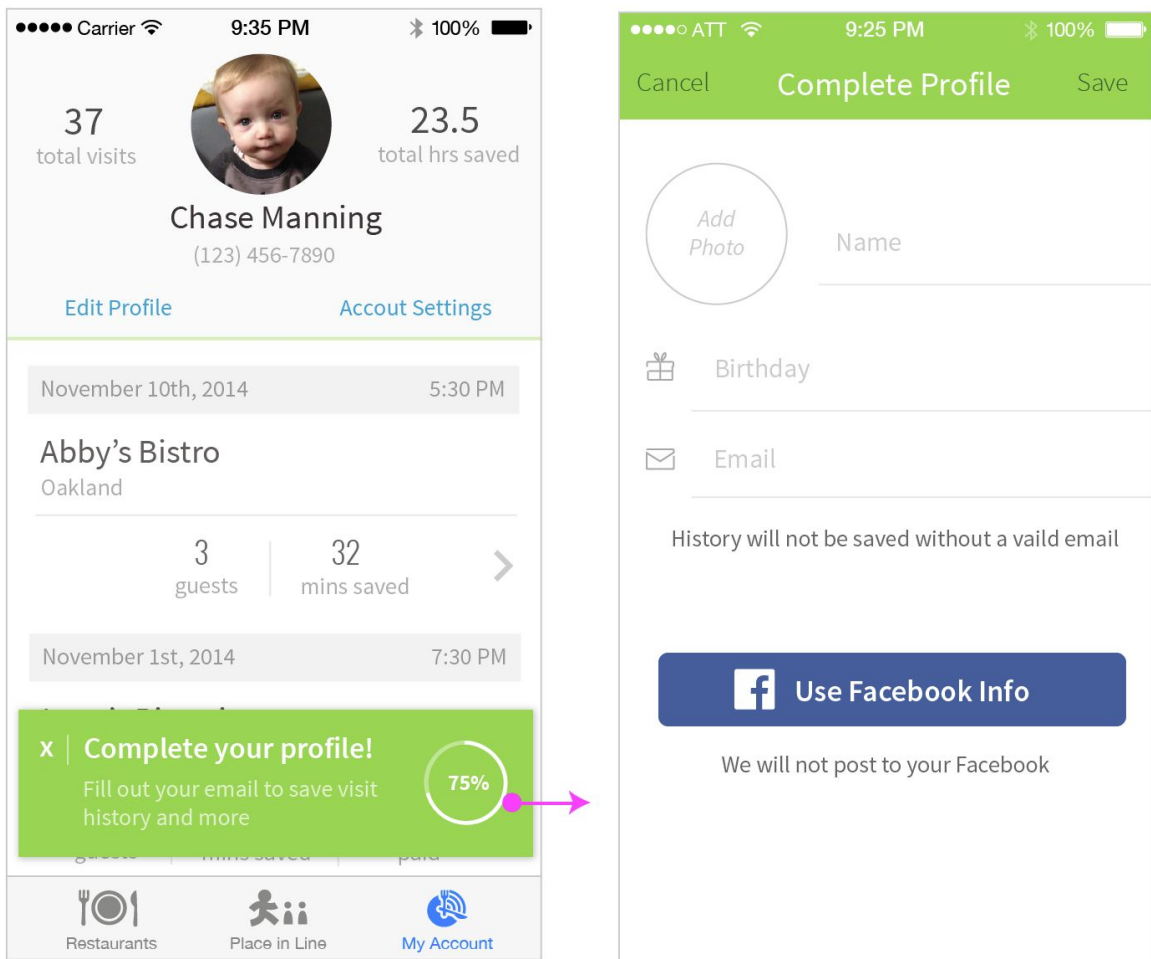 Carrier 9:35 PM 100%
37
total visits
23.5
total hrs saved
Chase Manning
(123) 456-7890
Edit Profile Accout Settings
November 10th, 2014 5:30 PM
Abby’s Bistro
Oakland
3 32
guests mins saved
November 1st, 2014 7:30 PM
X | Complete your profile!
Fill out your email to save visit
history and more
75%
guests mins saved paid
Restaurants Place in Line My Account
ATT 9:25 PM 100%
Cancel Complete Profile Save
Add
Photo
Name
Birthday
Email
History will not be saved without a vaild email
f Use Facebook Info
We will not post to your Facebook